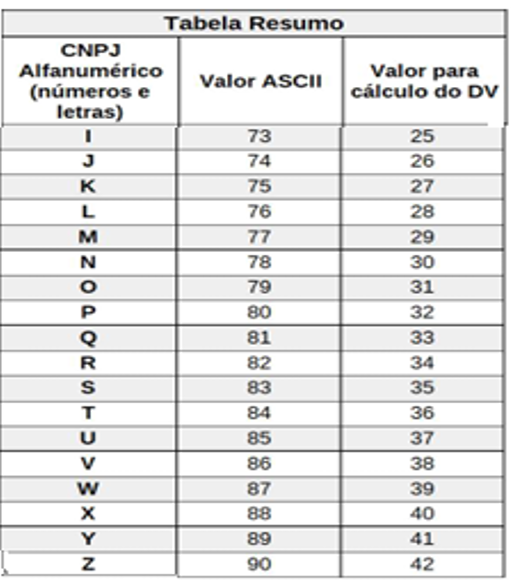 Tabela Resumo
CNPJ Alfanumérico (números e letras) Valor ASCII Valor para cálculo do DV
I 73 25
J 74 26
K 75 27
L 76 28
M 77 29
N 78 30
O 79 31
P 80 32
Q 81 33
R 82 34
S 83 35
T 84 36
U 85 37
V 86 38
W 87 39
X 88 40
Y 89 41
Z 90 42